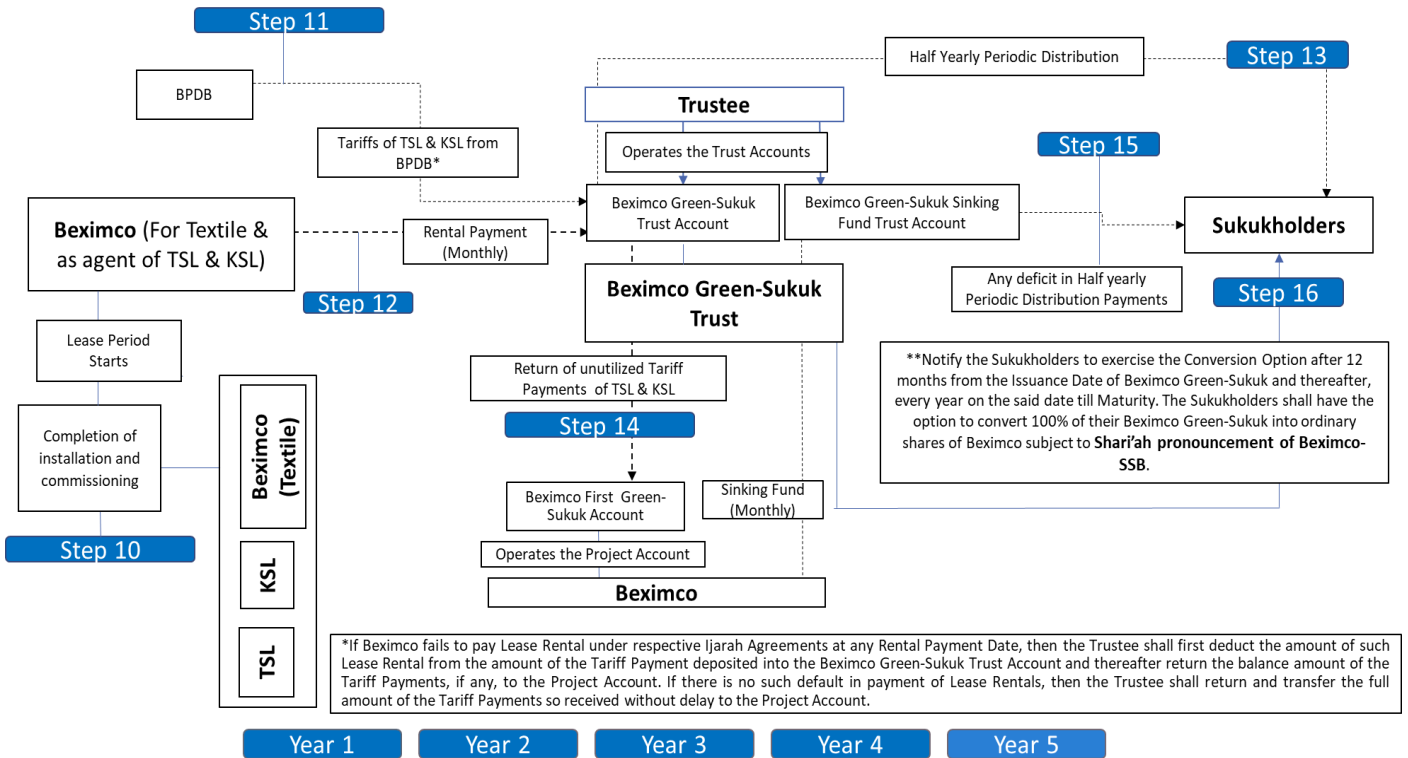 Step 11
Half Yearly Periodic Distribution
Step 13
BPDB
Trustee
Tariffs of TSL & KSL from
BPDB*
Operates the Trust Accounts
Step 15
Beximco (For Textile &
as agent of TSL & KSL)
Rental Payment
(Monthly)
Beximco Green-Sukuk
Trust Account
Beximco Green-Sukuk Sinking
Fund Trust Account
Sukukholders
Step 12
Beximco Green-Sukuk
Trust
Any deficit in Half yearly
Periodic Distribution Payments
Step 16
Lease Period
Starts
Return of unutilized Tariff
Payments of TSL & KSL
Step 14
**Notify the Sukukholders to exercise the Conversion Option after 12
months from the Issuance Date of Beximco Green-Sukuk and thereafter,
every year on the said date till Maturity. The Sukukholders shall have the
option to convert 100% of their Beximco Green-Sukuk into ordinary
shares of Beximco subject to Shari’ah pronouncement of Beximco-
SSB.
Completion of
installation and
commissioning
Step 10
Beximco
(Textile)
KSL
TSL
Beximco First Green-
Sukuk Account
Sinking Fund
(Monthly)
Operates the Project Account
Beximco
*If Beximco fails to pay Lease Rental under respective Ijarah Agreements at any Rental Payment Date, then the Trustee shall first deduct the amount of such
Lease Rental from the amount of the Tariff Payment deposited into the Beximco Green-Sukuk Trust Account and thereafter return the balance amount of the
Tariff Payments, if any, to the Project Account. If there is no such default in payment of Lease Rentals, then the Trustee shall return and transfer the full
amount of the Tariff Payments so received without delay to the Project Account.
Year 1
Year 2
Year 3
Year 4
Year 5